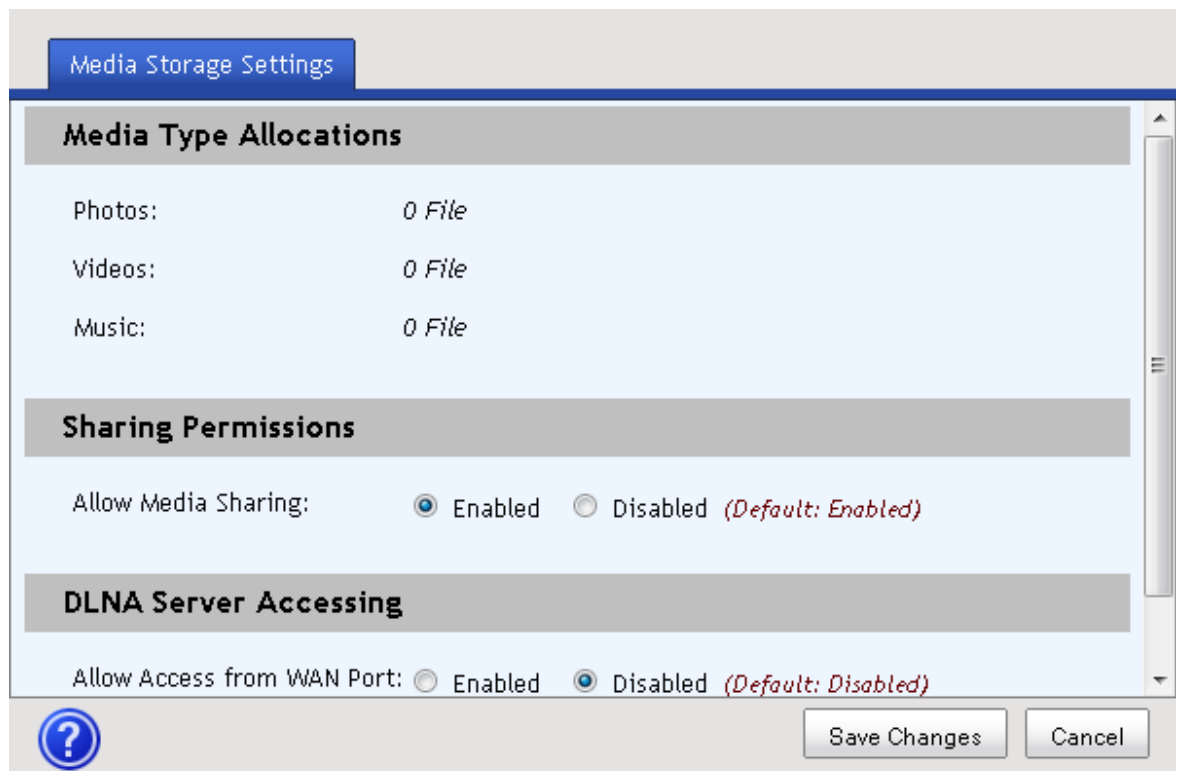 Media Storage Settings
Media Type Allocations
Photos: 0 File
Videos: 0 File
Music: 0 File
Sharing Permissions
Allow Media Sharing: Enabled Disabled (Default: Enabled)
DLNA Server Accessing
Allow Access from WAN Port: Enabled Disabled (Default: Disabled)
? Save Changes Cancel